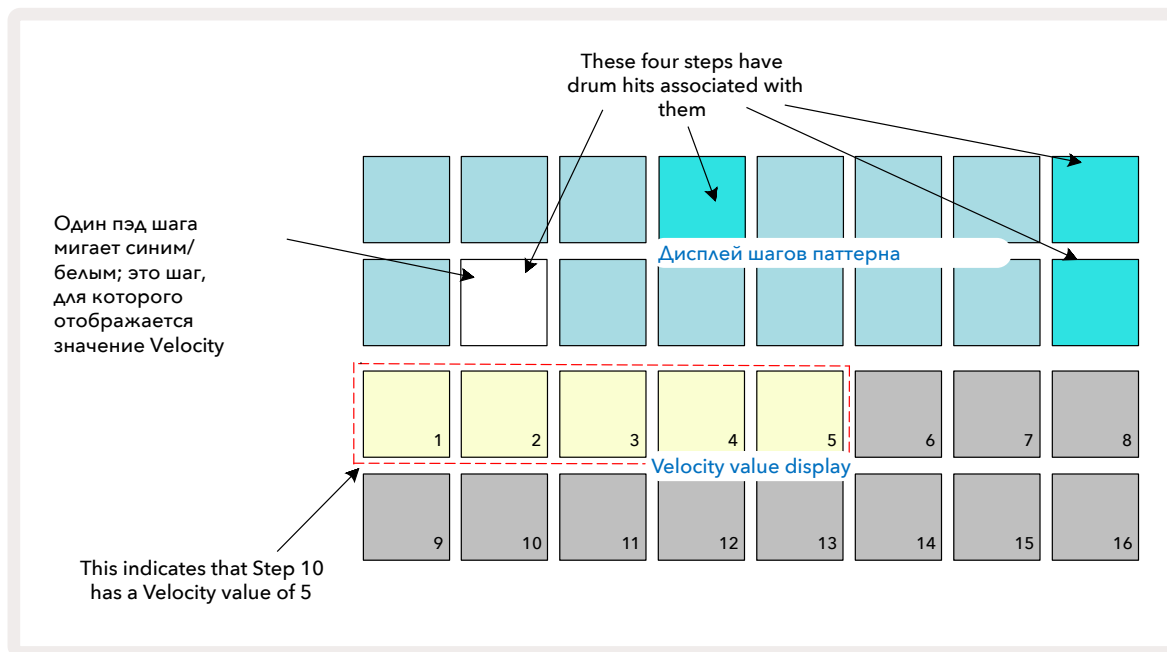 These four steps have
drum hits associated with
them
Один пэд шага
мигает синим/
белым; это шаг,
для которого
отображается
значение Velocity
Дисплей шагов паттерна
1 2 3 4 5 6 7 8
Velocity value display
9 10 11 12 13 14 15 16
This indicates that Step 10
has a Velocity value of 5